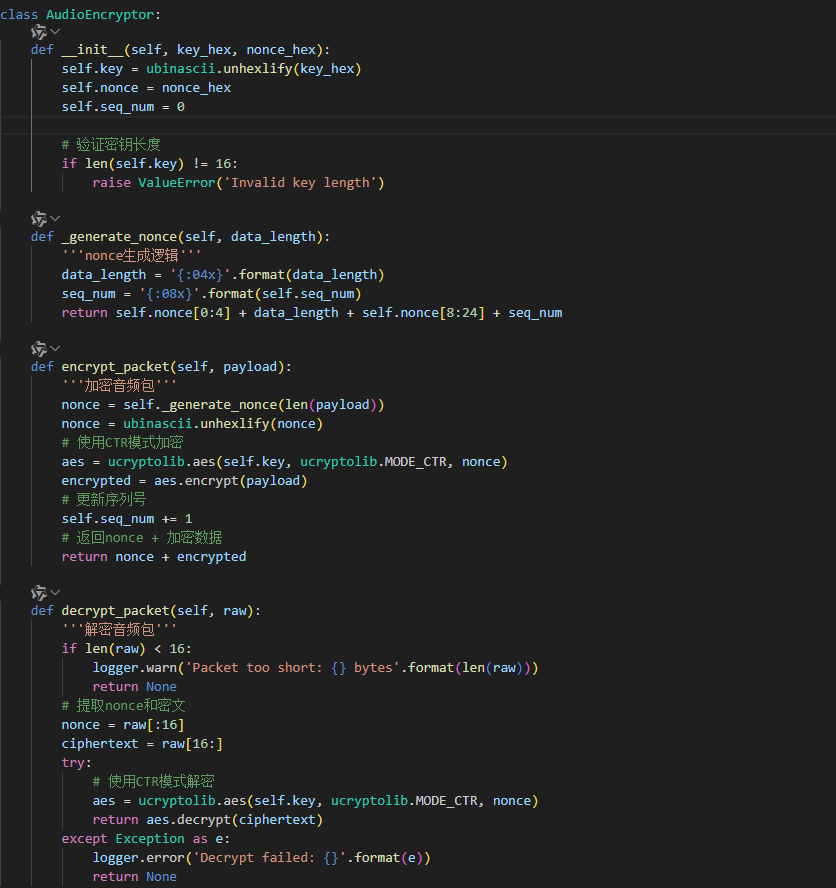 class AudioEncryptor:
    def __init__(self, key_hex, nonce_hex):
        self.key = ubinascii.unhexlify(key_hex)
        self.nonce = nonce_hex
        self.seq_num = 0
        # 验证密钥长度
        if len(self.key) != 16:
            raise ValueError('Invalid key length')
    def _generate_nonce(self, data_length):
        '''nonce生成逻辑'''
        data_length = '{:04x}'.format(data_length)
        seq_num = '{:08x}'.format(self.seq_num)
        return self.nonce[0:4] + data_length + self.nonce[8:24] + seq_num
    def encrypt_packet(self, payload):
        '''加密音频包'''
        nonce = self._generate_nonce(len(payload))
        nonce = ubinascii.unhexlify(nonce)
        # 使用CTR模式加密
        aes = ucryptolib.aes(self.key, ucryptolib.MODE_CTR, nonce)
        encrypted = aes.encrypt(payload)
        # 更新序列号
        self.seq_num += 1
        # 返回nonce + 加密数据
        return nonce + encrypted
    def decrypt_packet(self, raw):
        '''解密音频包'''
        if len(raw) < 16:
            logger.warn('Packet too short: {} bytes'.format(len(raw)))
            return None
        # 提取nonce和密文
        nonce = raw[:16]
        ciphertext = raw[16:]
        try:
            # 使用CTR模式解密
            aes = ucryptolib.aes(self.key, ucryptolib.MODE_CTR, nonce)
            return aes.decrypt(ciphertext)
        except Exception as e:
            logger.error('Decrypt failed: {}'.format(e))
            return None